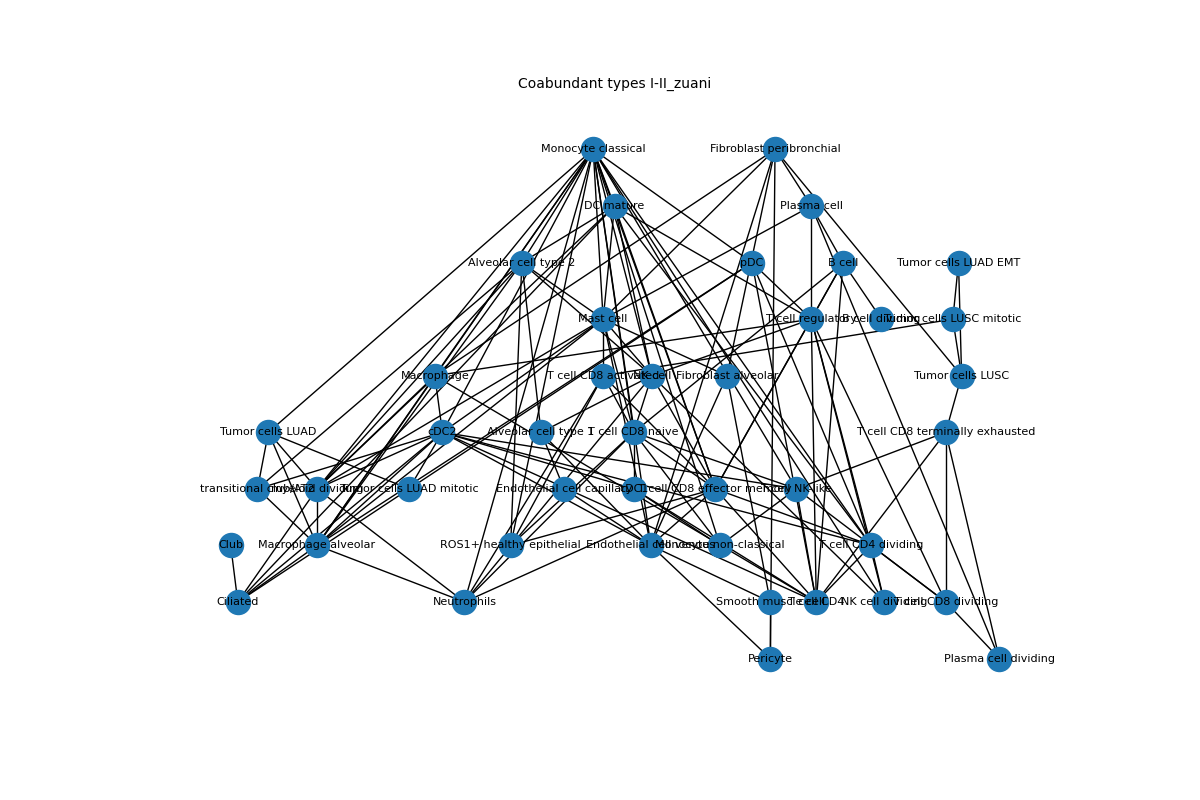 Coabundant types I-II_zuani
Monocyte classical
Fibroblast peribronchial
DC mature
Plasma cell
Alveolar cell type 2
pDC
B cell
Tumor cells LUAD EMT
Mast cell
T cell regulatory
B cell dividing
Tumor cells LUSC mitotic
Macrophage
T cell CD8 activated
NK cell
Fibroblast alveolar
Tumor cells LUSC
Tumor cells LUAD
cDC2
Alveolar cell type 1
T cell CD8 naive
T cell CD8 terminally exhausted
transitional club/AT2
Tumor cells LUAD mitotic
Endothelial cell capillary
T cell CD8 effector memory
T cell NK-like
Club
Macrophage alveolar
ROS1+ healthy epithelial
Endothelial cell venous
Monocyte non-classical
T cell CD4 dividing
Ciliated
Neutrophils
Smooth muscle cell
T cell CD4
NK cell dividing
T cell CD8 dividing
Pericyte
Plasma cell dividing